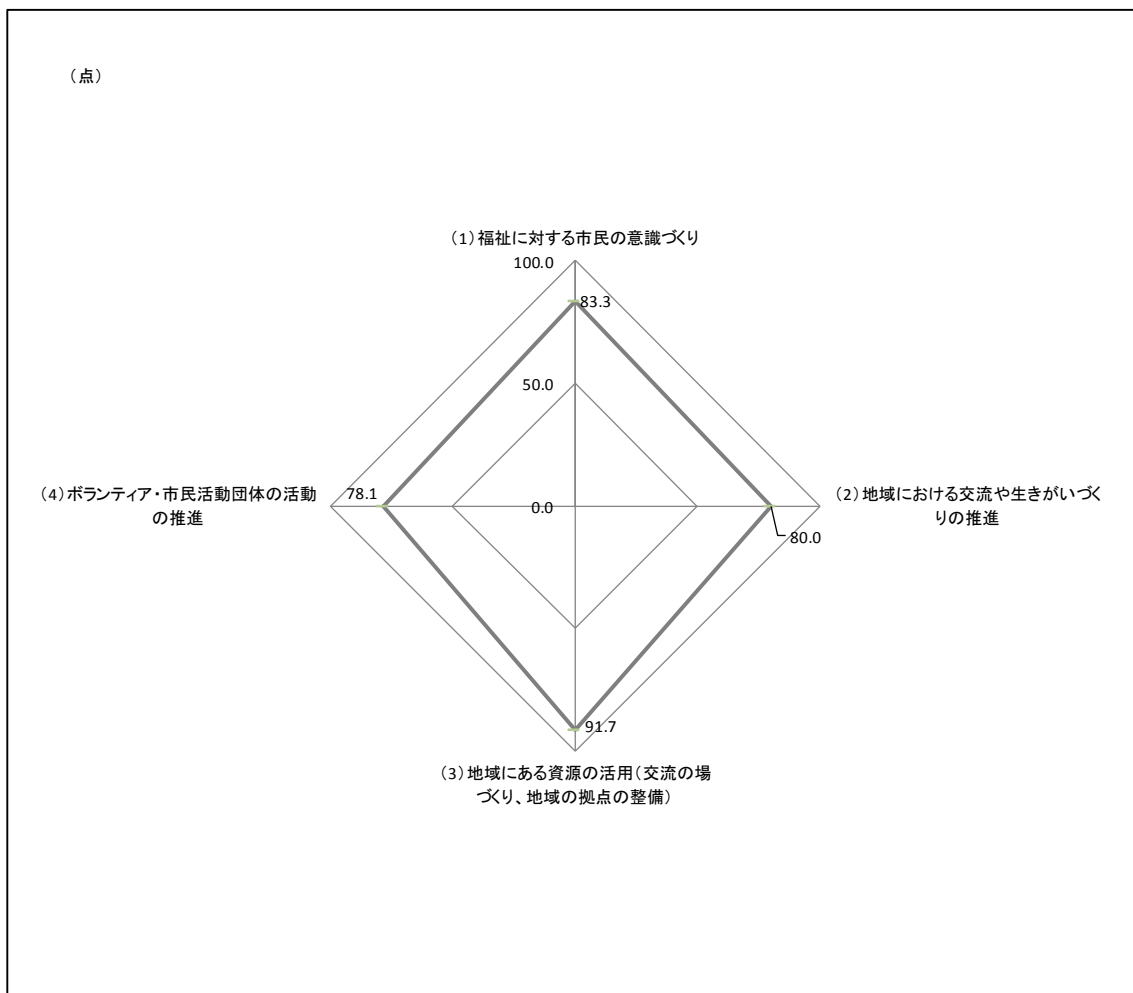 （点）
（1）福祉に対する市民の意識づくり
100.0
83.3
50.0
（4）ボランティア・市民活動団体の活動
の推進
78.1
0.0
（2）地域における交流や生きがいづく
りの推進
80.0
91.7
（3）地域にある資源の活用（交流の場
づくり、地域の拠点の整備）